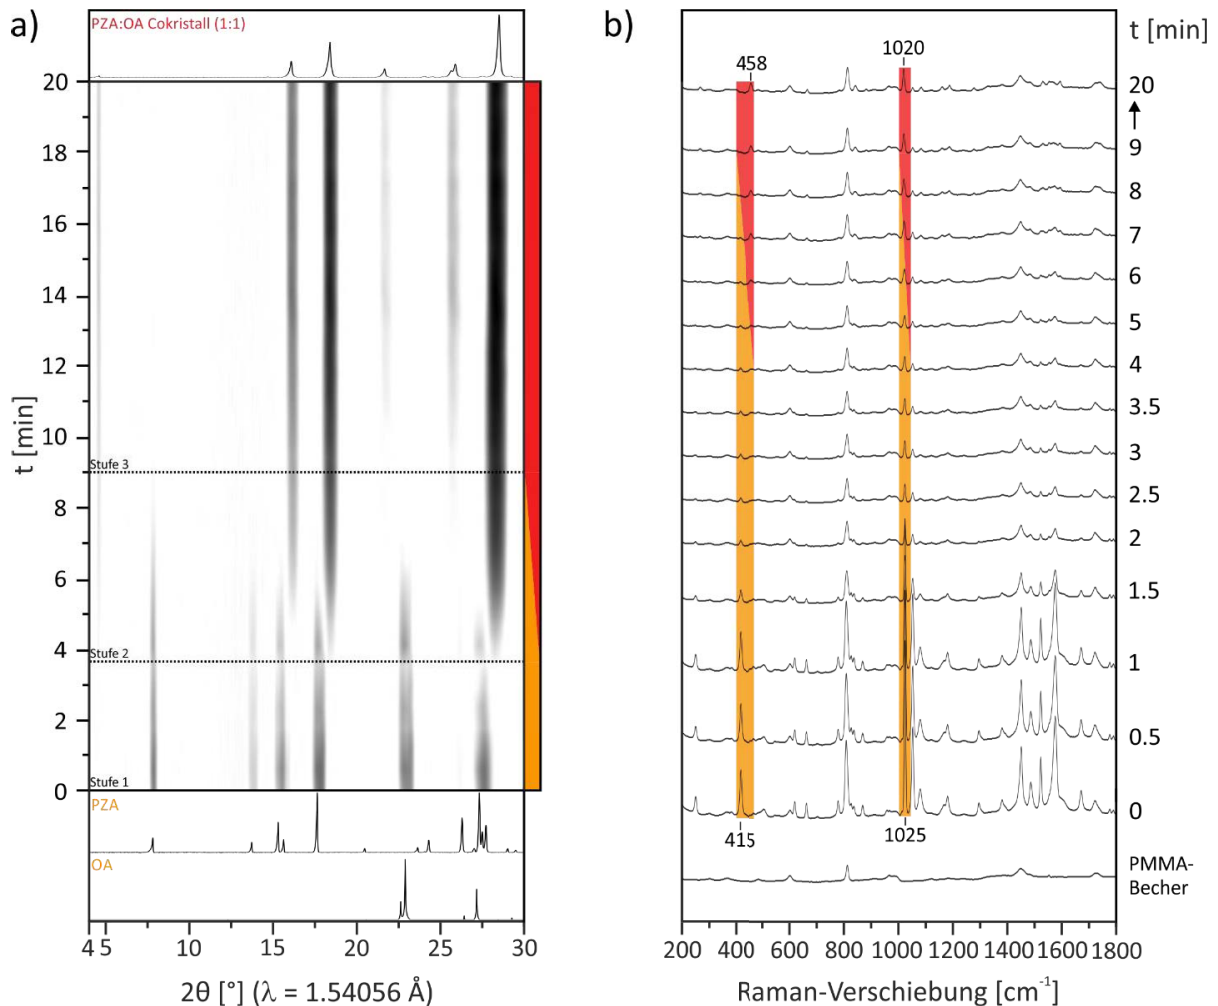 a)
PZA:OA Cokristall (1:1)
20
18
16
14
12
10
8
6
4
2
0
t [min]
Stufe 3
Stufe 2
Stufe 1
PZA
OA
4 5 10 15 20 25 30
2θ [°] (λ = 1.54056 Å)
b)
t [min]
458
1020
20
9
8
7
6
5
4
3.5
3
2.5
2
1.5
1
0.5
0
415
1025
PMMA-
Becher
200 400 600 800 1000 1200 1400 1600 1800
Raman-Verschiebung [cm⁻¹]